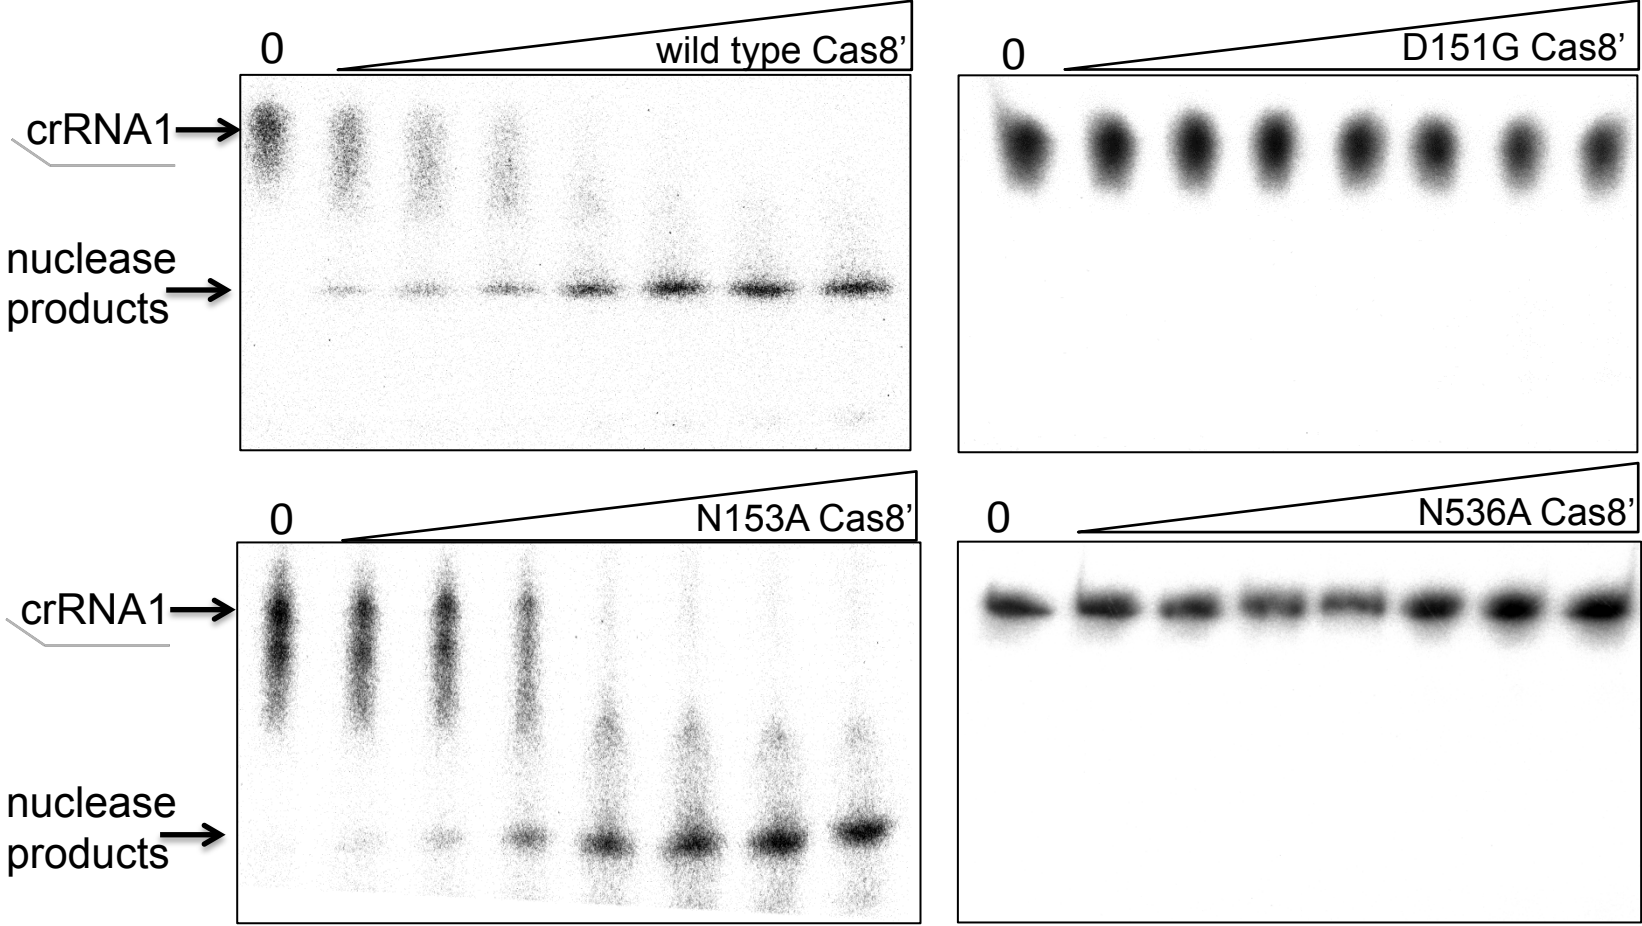 0
wild type Cas8’
0
D151G Cas8’
crRNA1
nuclease
products
0
N153A Cas8’
0
N536A Cas8’
crRNA1
nuclease
products